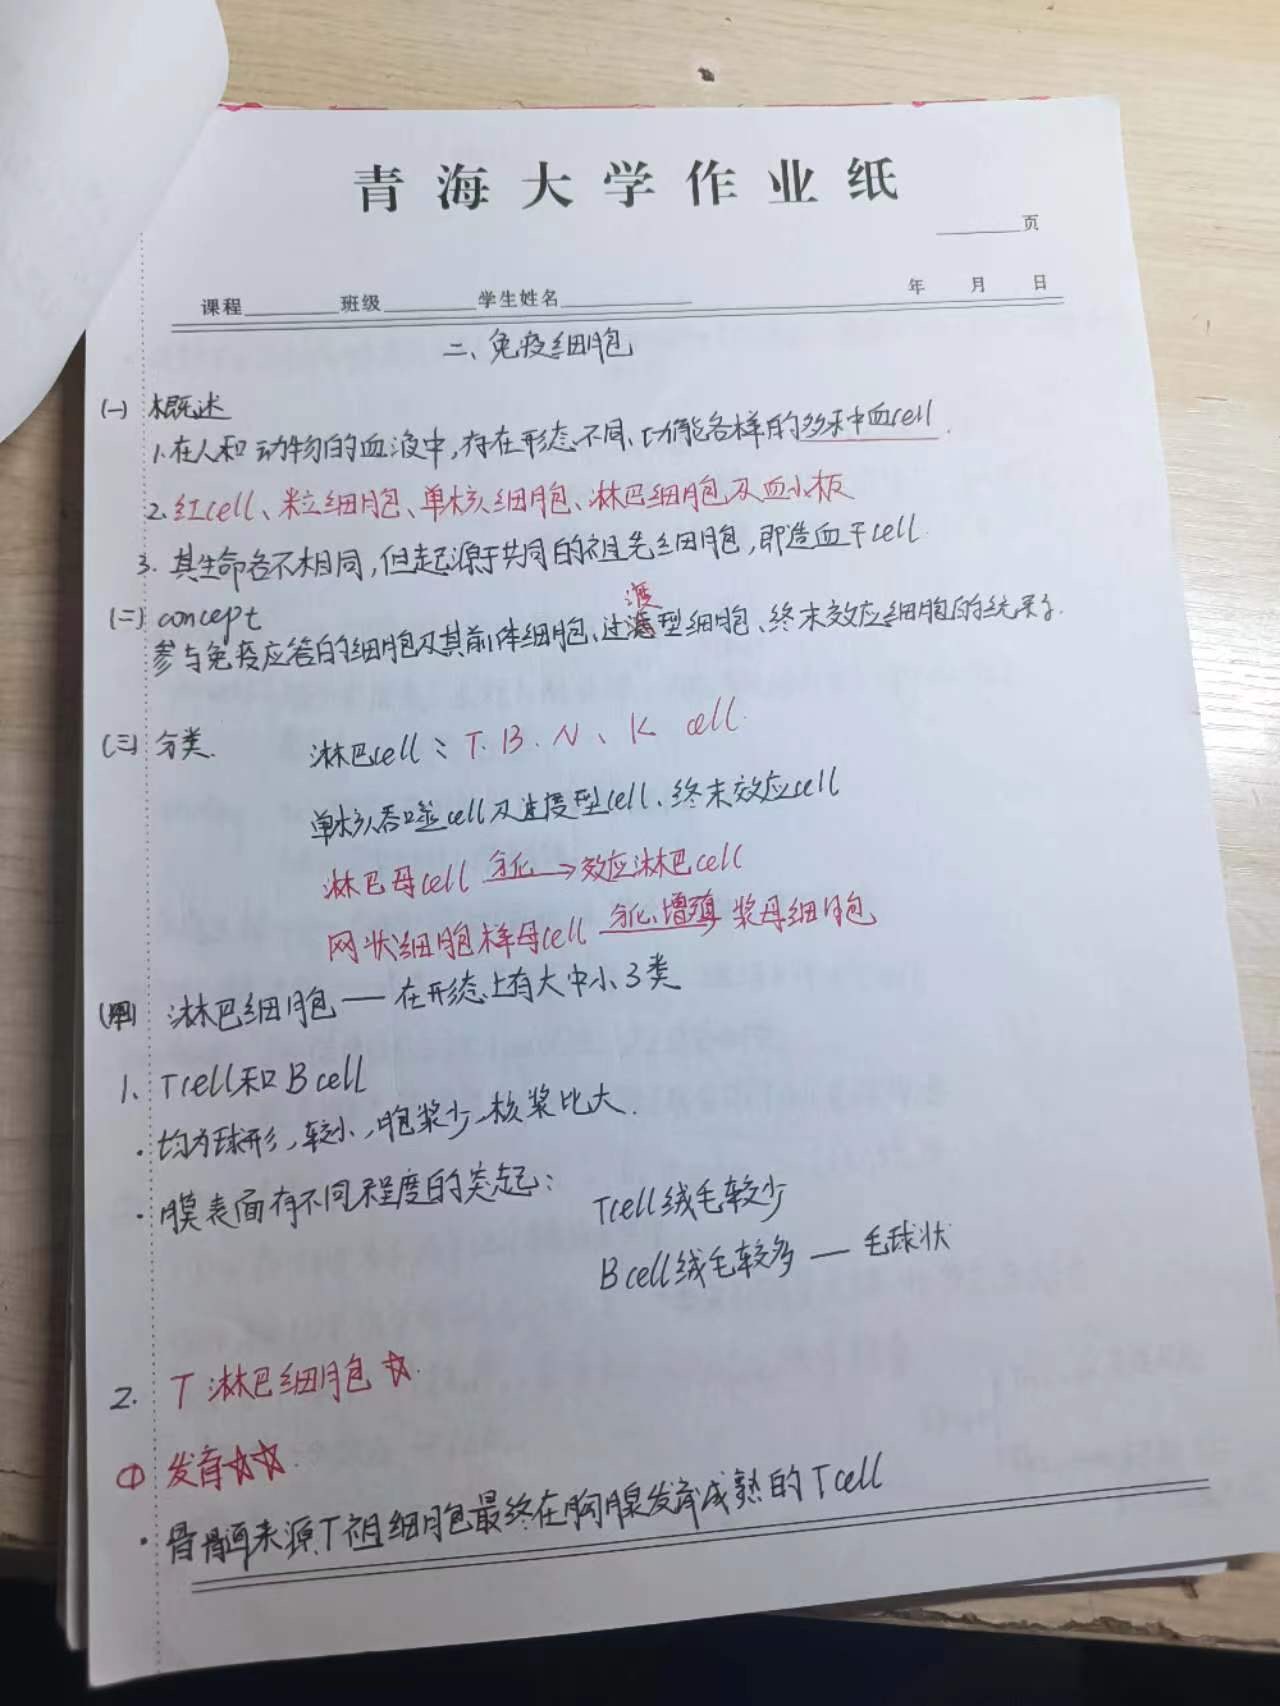 青海大学作业纸
页
课程 班级 学生姓名 年 月 日
二、免疫细胞
(一) 概述
1. 在人和动物的血液中,存在形态不同、功能各样的多种血cell.
2. 红cell、粒细胞、单核细胞、淋巴细胞及血小板
3. 其生命各不相同,但起源于共同的祖先细胞,即造血干cell.
(二) concept
渡
参与免疫应答的细胞及其前体细胞、过型细胞、终末效应细胞的统系.
(三) 分类.
淋巴cell: T. B. N、K cell.
单核吞噬cell及过度型cell、终末效应cell
淋巴母cell 分化→效应淋巴cell
网状细胞样母cell 分化、增殖 浆母细胞
(四) 淋巴细胞 — 在形态上有大中小3类
1. Tcell和Bcell
· 均为球形,较小,胞浆少,核浆比大.
· 膜表面有不同程度的突起:
Tcell绒毛较少
Bcell绒毛较多 — 毛球状
2. T淋巴细胞☆.
① 发育☆☆.
· 骨髓来源T祖细胞最终在胸腺发育成熟的Tcell